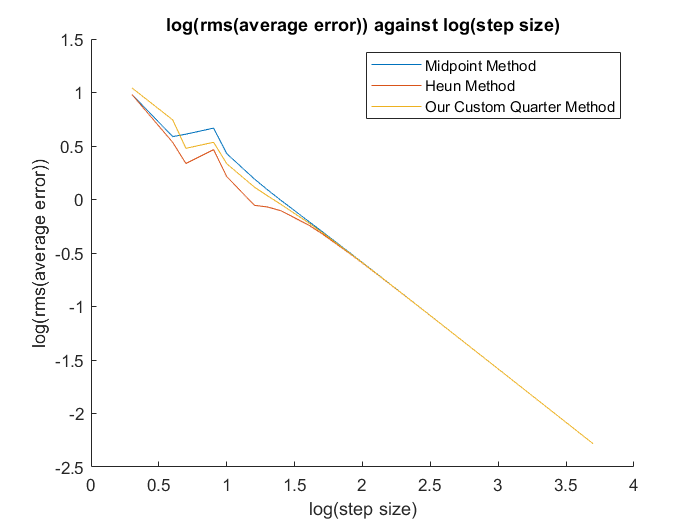 log(rms(average error)) against log(step size)
Midpoint Method
Heun Method
Our Custom Quarter Method
log(rms(average error))
1.5
1
0.5
0
-0.5
-1
-1.5
-2
-2.5
0 0.5 1 1.5 2 2.5 3 3.5 4
log(step size)